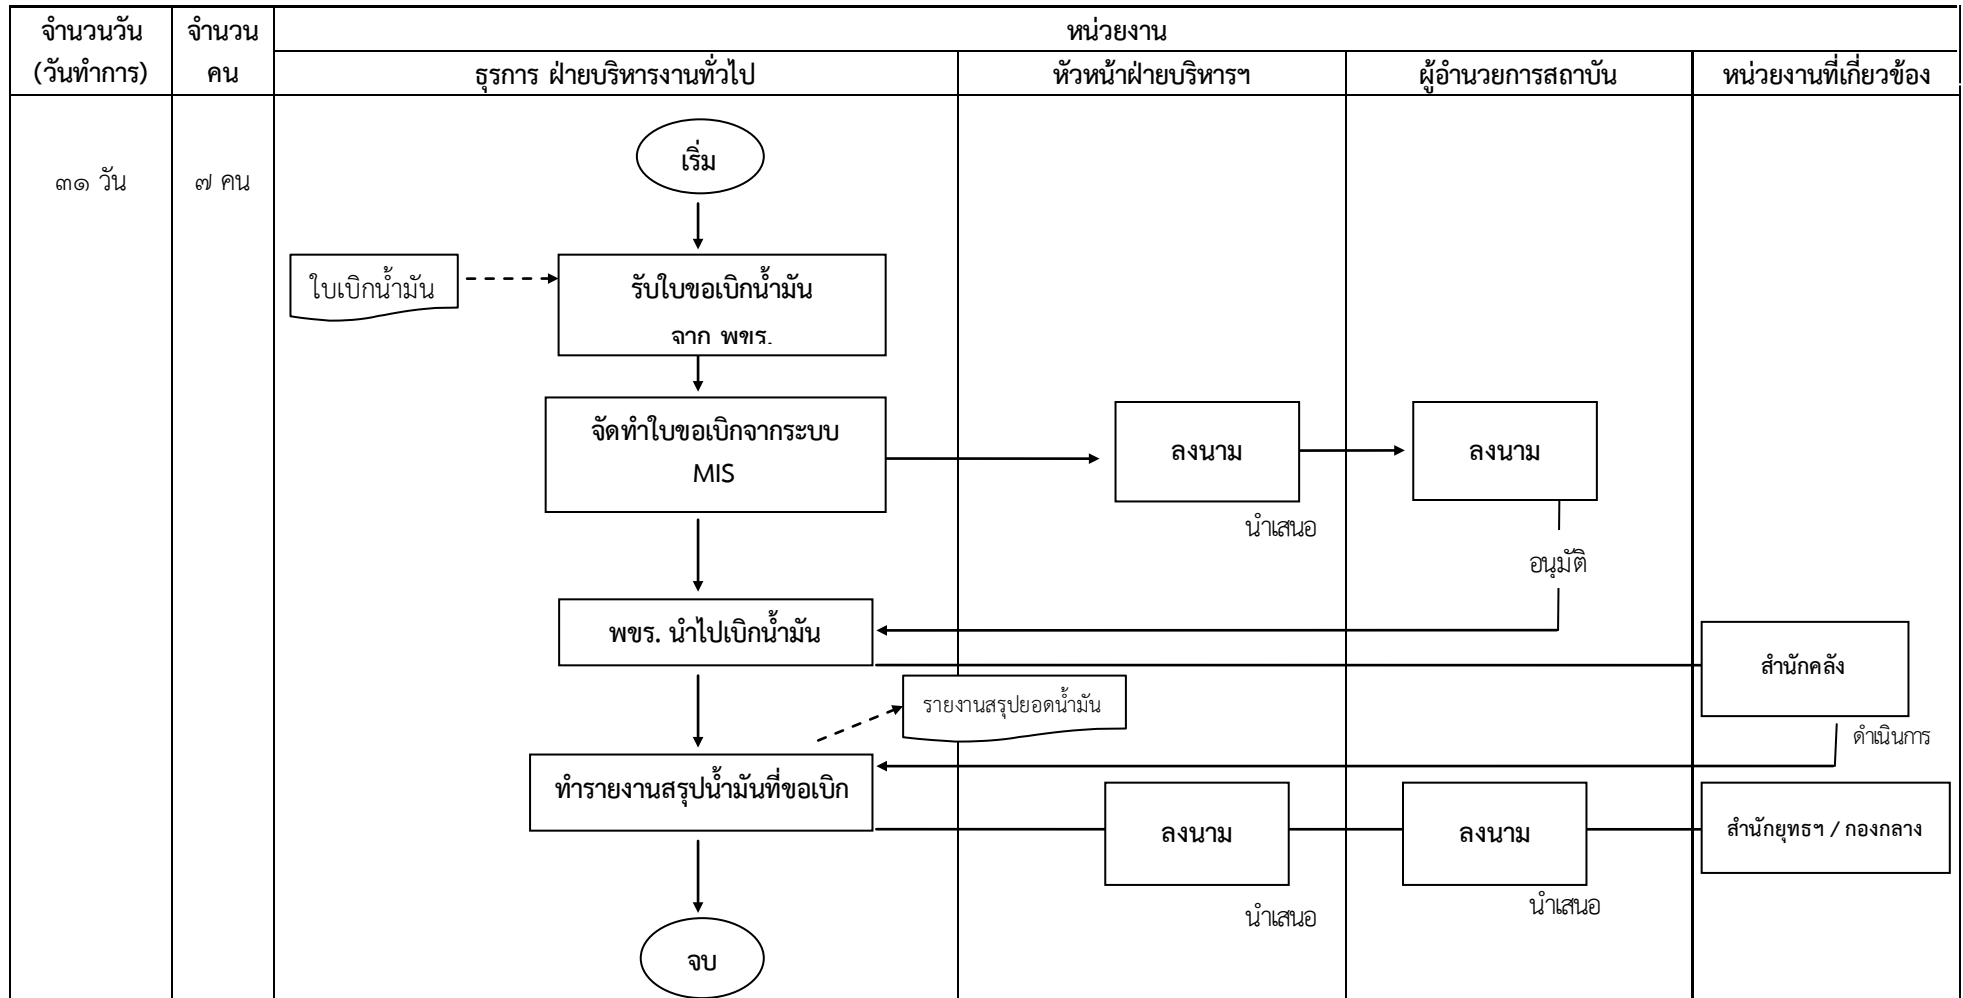 จำนวนวัน
(วันทำการ)
จำนวน
คน
หน่วยงาน
ธุรการ ฝ่ายบริหารงานทั่วไป
หัวหน้าฝ่ายบริหารฯ
ผู้อำนวยการสถาบัน
หน่วยงานที่เกี่ยวข้อง
๓๑ วัน
๗ คน
เริ่ม
ใบเบิกน้ำมัน
รับใบขอเบิกน้ำมัน
จาก พขร.
จัดทำใบขอเบิกจากระบบ
MIS
ลงนาม
ลงนาม
นำเสนอ
อนุมัติ
พขร. นำไปเบิกน้ำมัน
สำนักคลัง
รายงานสรุปยอดน้ำมัน
ดำเนินการ
ทำรายงานสรุปน้ำมันที่ขอเบิก
ลงนาม
ลงนาม
สำนักยุทธฯ / กองกลาง
นำเสนอ
นำเสนอ
จบ